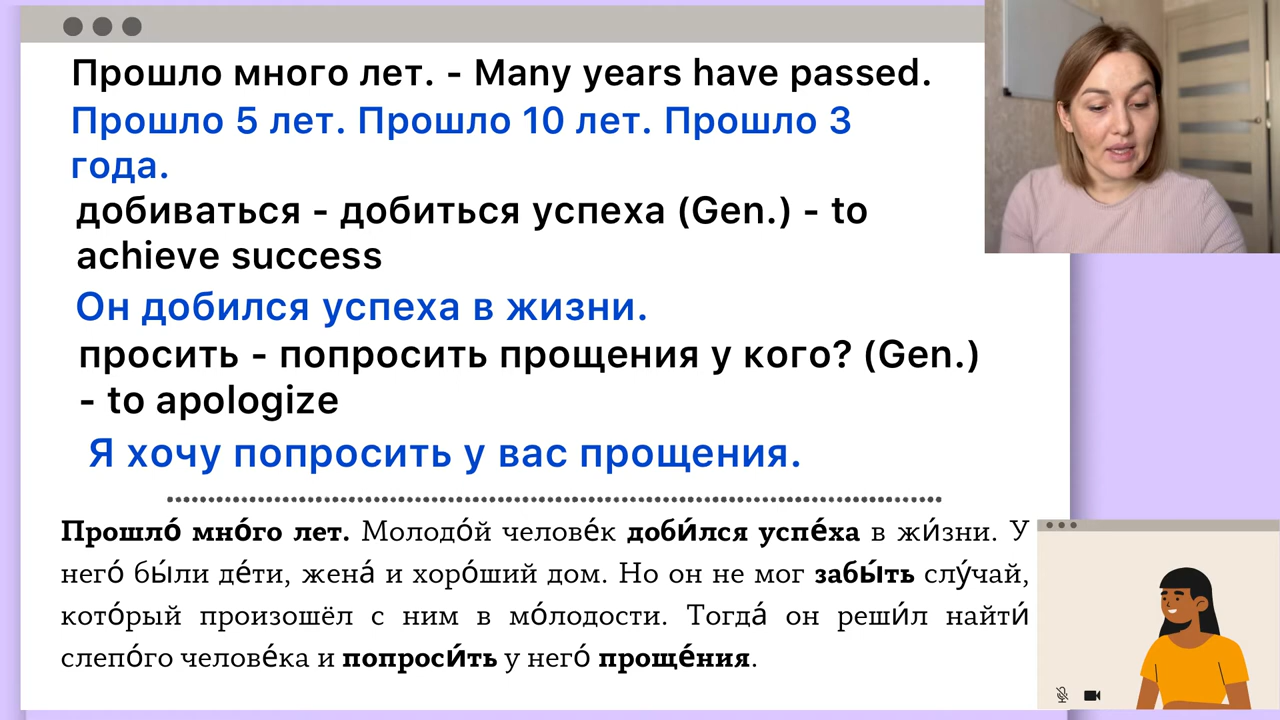 Прошло много лет. - Many years have passed.
Прошло 5 лет. Прошло 10 лет. Прошло 3
года.
добиваться - добиться успеха (Gen.) - to
achieve success
Он добился успеха в жизни.
просить - попросить прощения у кого? (Gen.)
- to apologize
Я хочу попросить у вас прощения.
Прошло́ мно́го лет. Молодо́й челове́к доби́лся успе́ха в жи́зни. У
него́ бы́ли де́ти, жена́ и хоро́ший дом. Но он не мог забы́ть слу́чай,
кото́рый произошёл с ним в мо́лодости. Тогда́ он реши́л найти́
слепо́го челове́ка и попроси́ть у него́ проще́ния.